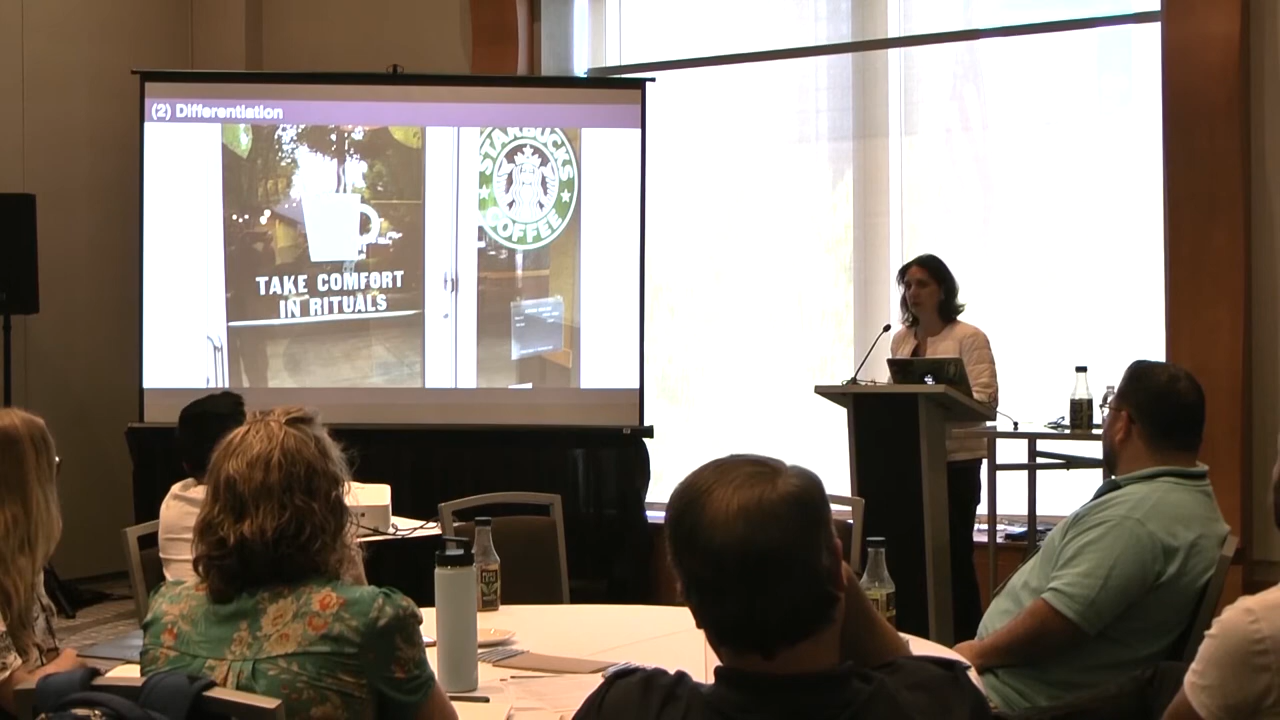 (2) Differentiation
TAKE COMFORT
IN RITUALS
STARBUCKS
COFFEE